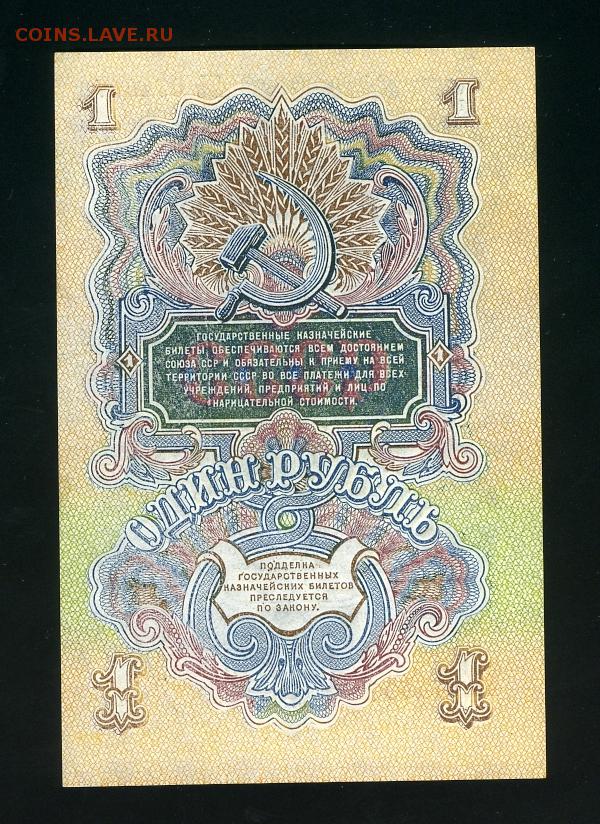 COINS.LAVE.RU
1 1
ГОСУДАРСТВЕННЫЕ КАЗНАЧЕЙСКИЕ
БИЛЕТЫ ОБЕСПЕЧИВАЮТСЯ ВСЕМ ДОСТОЯНИЕМ
СОЮЗА ССР И ОБЯЗАТЕЛЬНЫ К ПРИЕМУ НА ВСЕЙ
1 ТЕРРИТОРИИ СССР ВО ВСЕ ПЛАТЕЖИ ДЛЯ ВСЕХ 1
УЧРЕЖДЕНИЙ, ПРЕДПРИЯТИЙ И ЛИЦ ПО
НАРИЦАТЕЛЬНОЙ СТОИМОСТИ.
ОДИН РУБЛЬ
ПОДДЕЛКА
ГОСУДАРСТВЕННЫХ
КАЗНАЧЕЙСКИХ БИЛЕТОВ
ПРЕСЛЕДУЕТСЯ
ПО ЗАКОНУ.
1 1